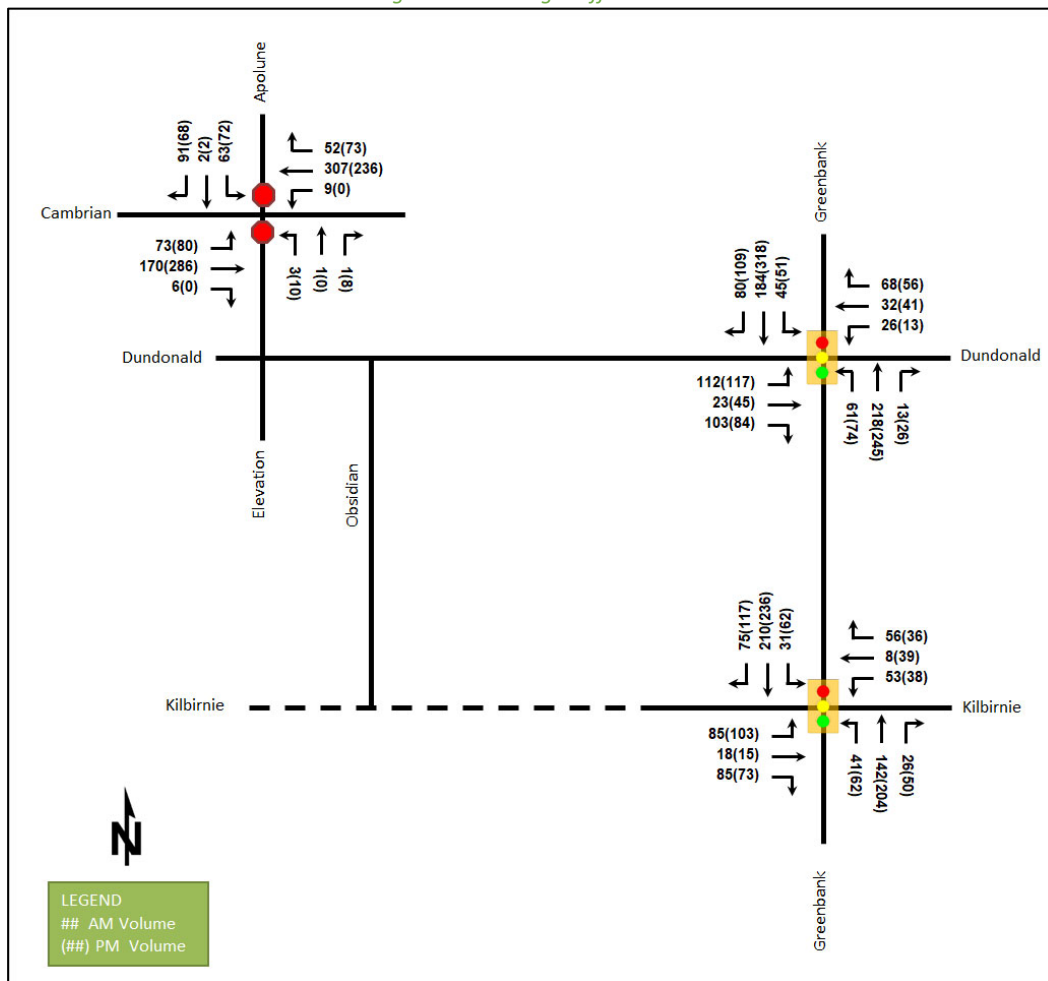 Apolune
91(68)
2(2)
63(72)
52(73)
307(236)
9(0)
Cambrian
73(80)
170(286)
6(0)
3(10)
1(0)
1(8)
Greenbank
80(109)
184(318)
45(51)
68(56)
32(41)
26(13)
Dundonald
Dundonald
112(117)
23(45)
103(84)
61(74)
218(245)
13(26)
Elevation
Obsidian
75(117)
210(236)
31(62)
56(36)
8(39)
53(38)
Kilbirnie
Kilbirnie
85(103)
18(15)
85(73)
41(62)
142(204)
26(50)
Greenbank
N
LEGEND
## AM Volume
(##) PM Volume